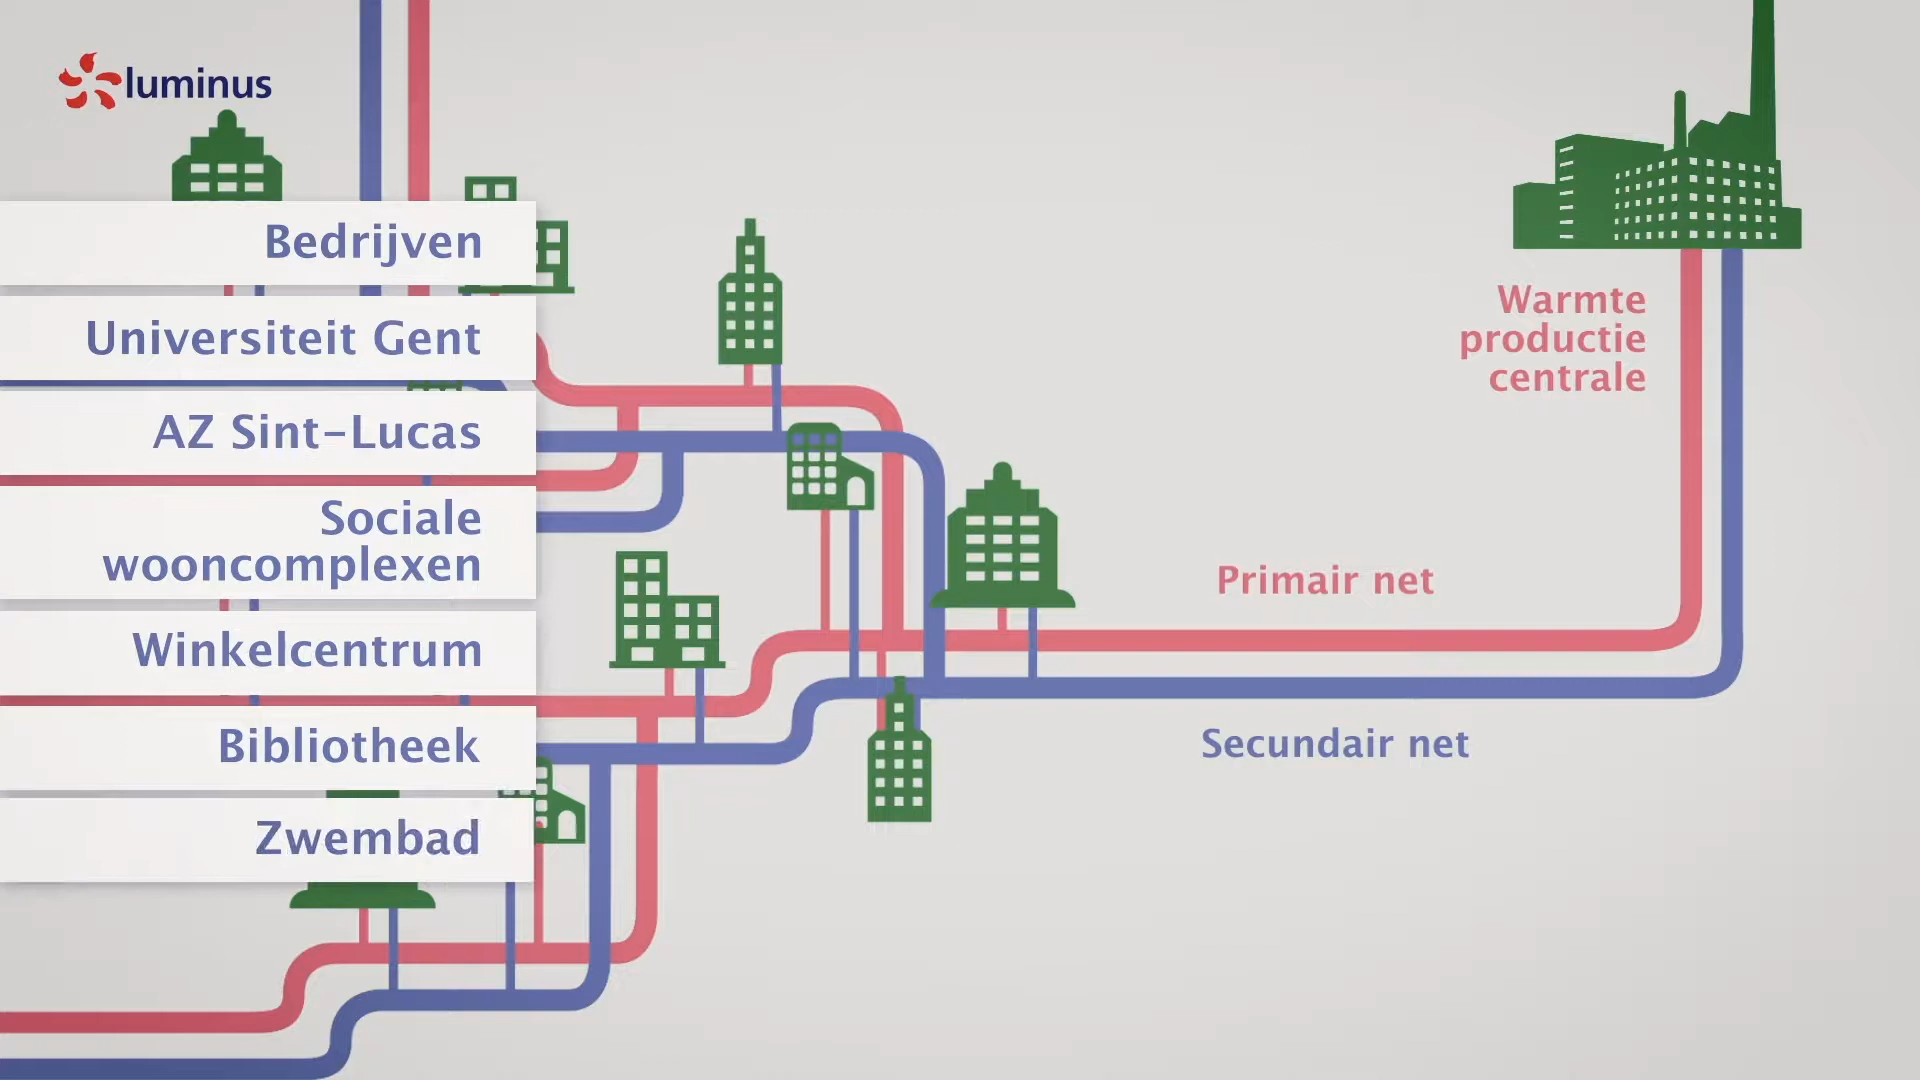 luminus
Bedrijven
Universiteit Gent
AZ Sint-Lucas
Sociale
wooncomplexen
Winkelcentrum
Bibliotheek
Zwembad
Warmte
productie
centrale
Primair net
Secundair net